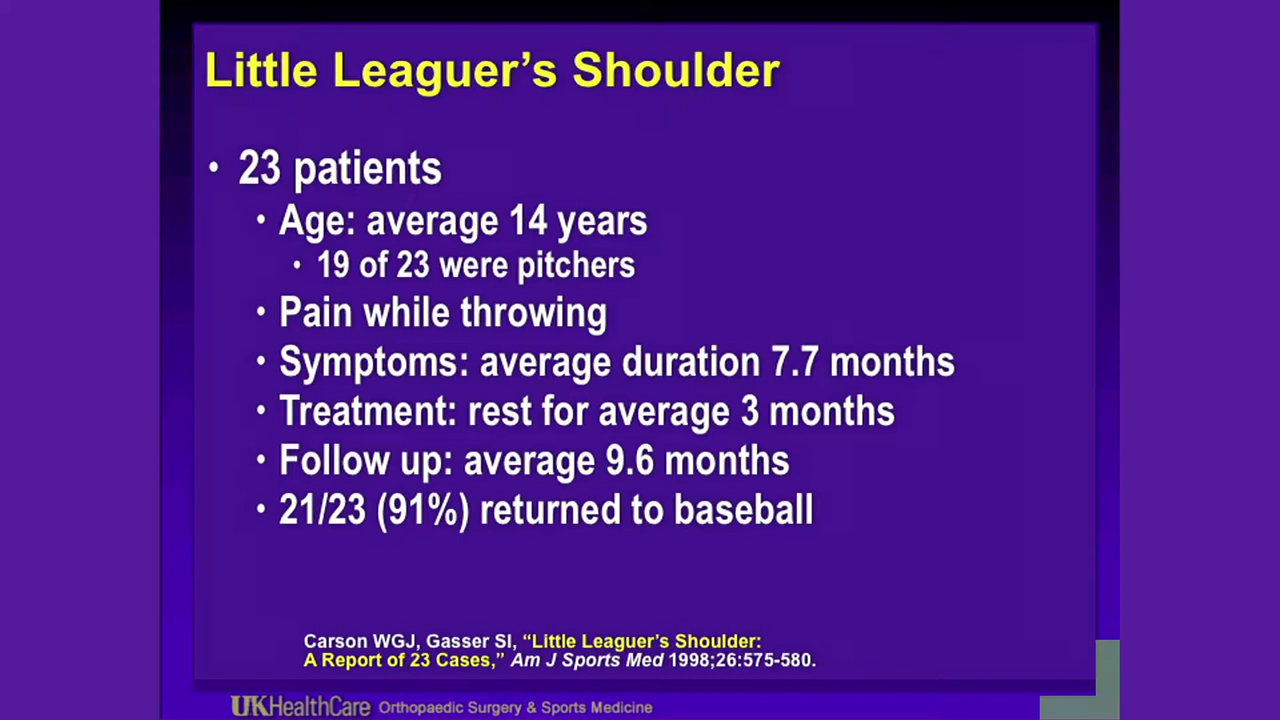 Little Leaguer’s Shoulder
• 23 patients
• Age: average 14 years
• 19 of 23 were pitchers
• Pain while throwing
• Symptoms: average duration 7.7 months
• Treatment: rest for average 3 months
• Follow up: average 9.6 months
• 21/23 (91%) returned to baseball
Carson WGJ, Gasser SI, “Little Leaguer’s Shoulder:
A Report of 23 Cases,” Am J Sports Med 1998;26:575-580.
UKHealthCare Orthopaedic Surgery & Sports Medicine